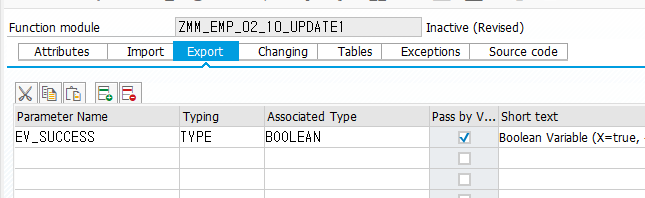 Function module ZMM_EMP_02_10_UPDATE1 Inactive (Revised)
Attributes Import Export Changing Tables Exceptions Source code
Parameter Name Typing Associated Type Pass by V... Short text
EV_SUCCESS TYPE BOOLEAN Boolean Variable (X=true,